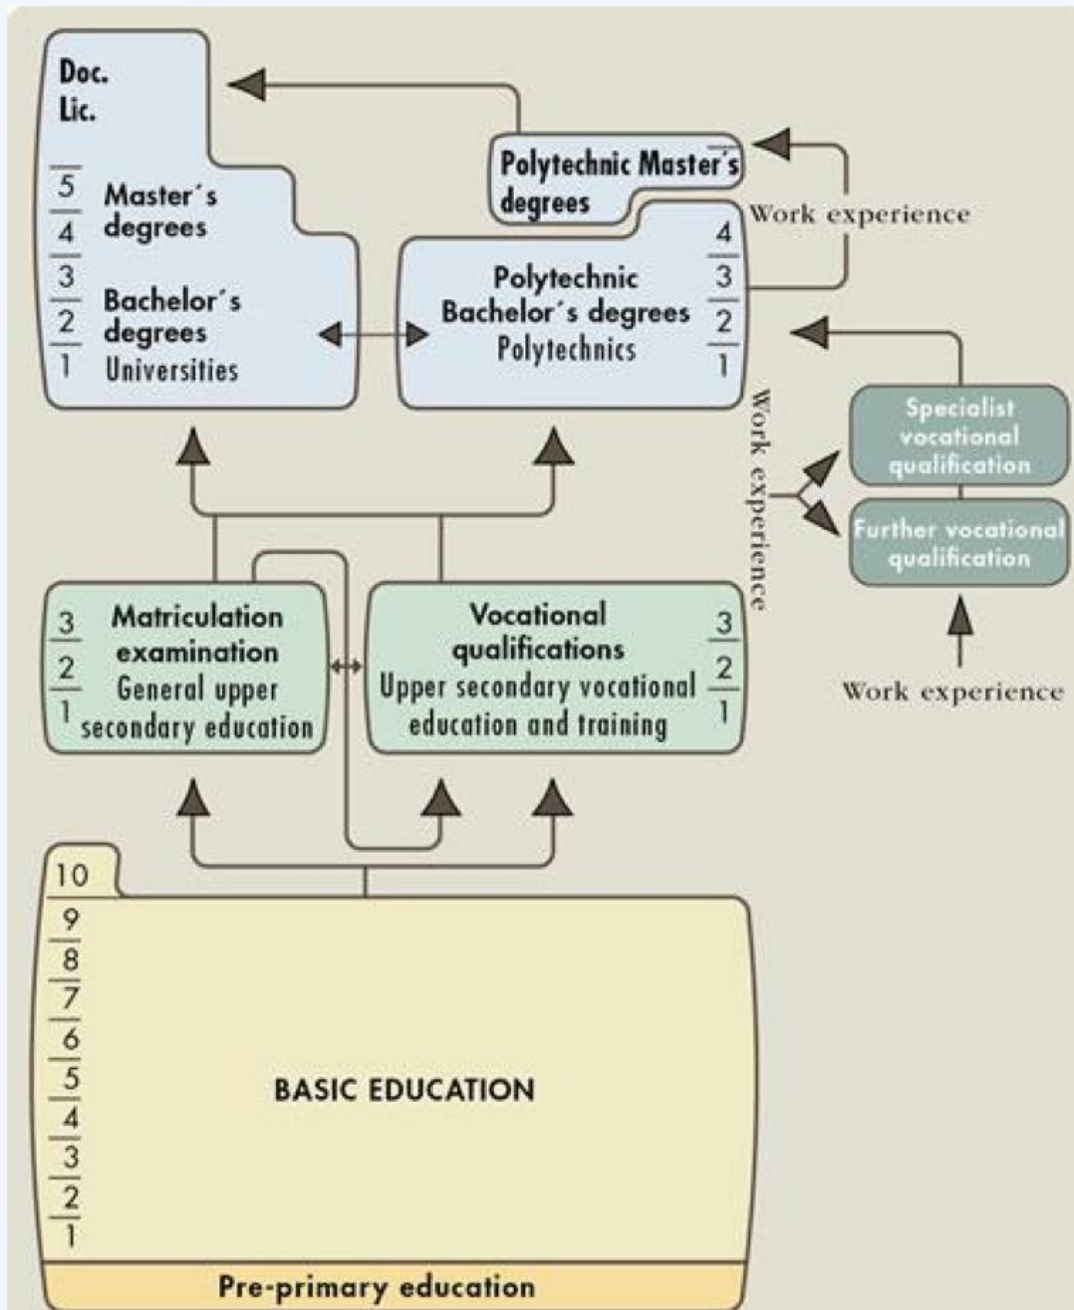 Doc.
Lic.
5
4
3
2
1
Master´s
degrees
Bachelor´s
degrees
Universities
Polytechnic Master´s
degrees
Work experience
4
3
2
1
Polytechnic
Bachelor´s degrees
Polytechnics
Work experience
Specialist
vocational
qualification
Further vocational
qualification
Work experience
3
2
1
Matriculation
examination
General upper
secondary education
Vocational
qualifications
Upper secondary vocational
education and training
3
2
1
10
9
8
7
6
5
4
3
2
1
BASIC EDUCATION
Pre-primary education